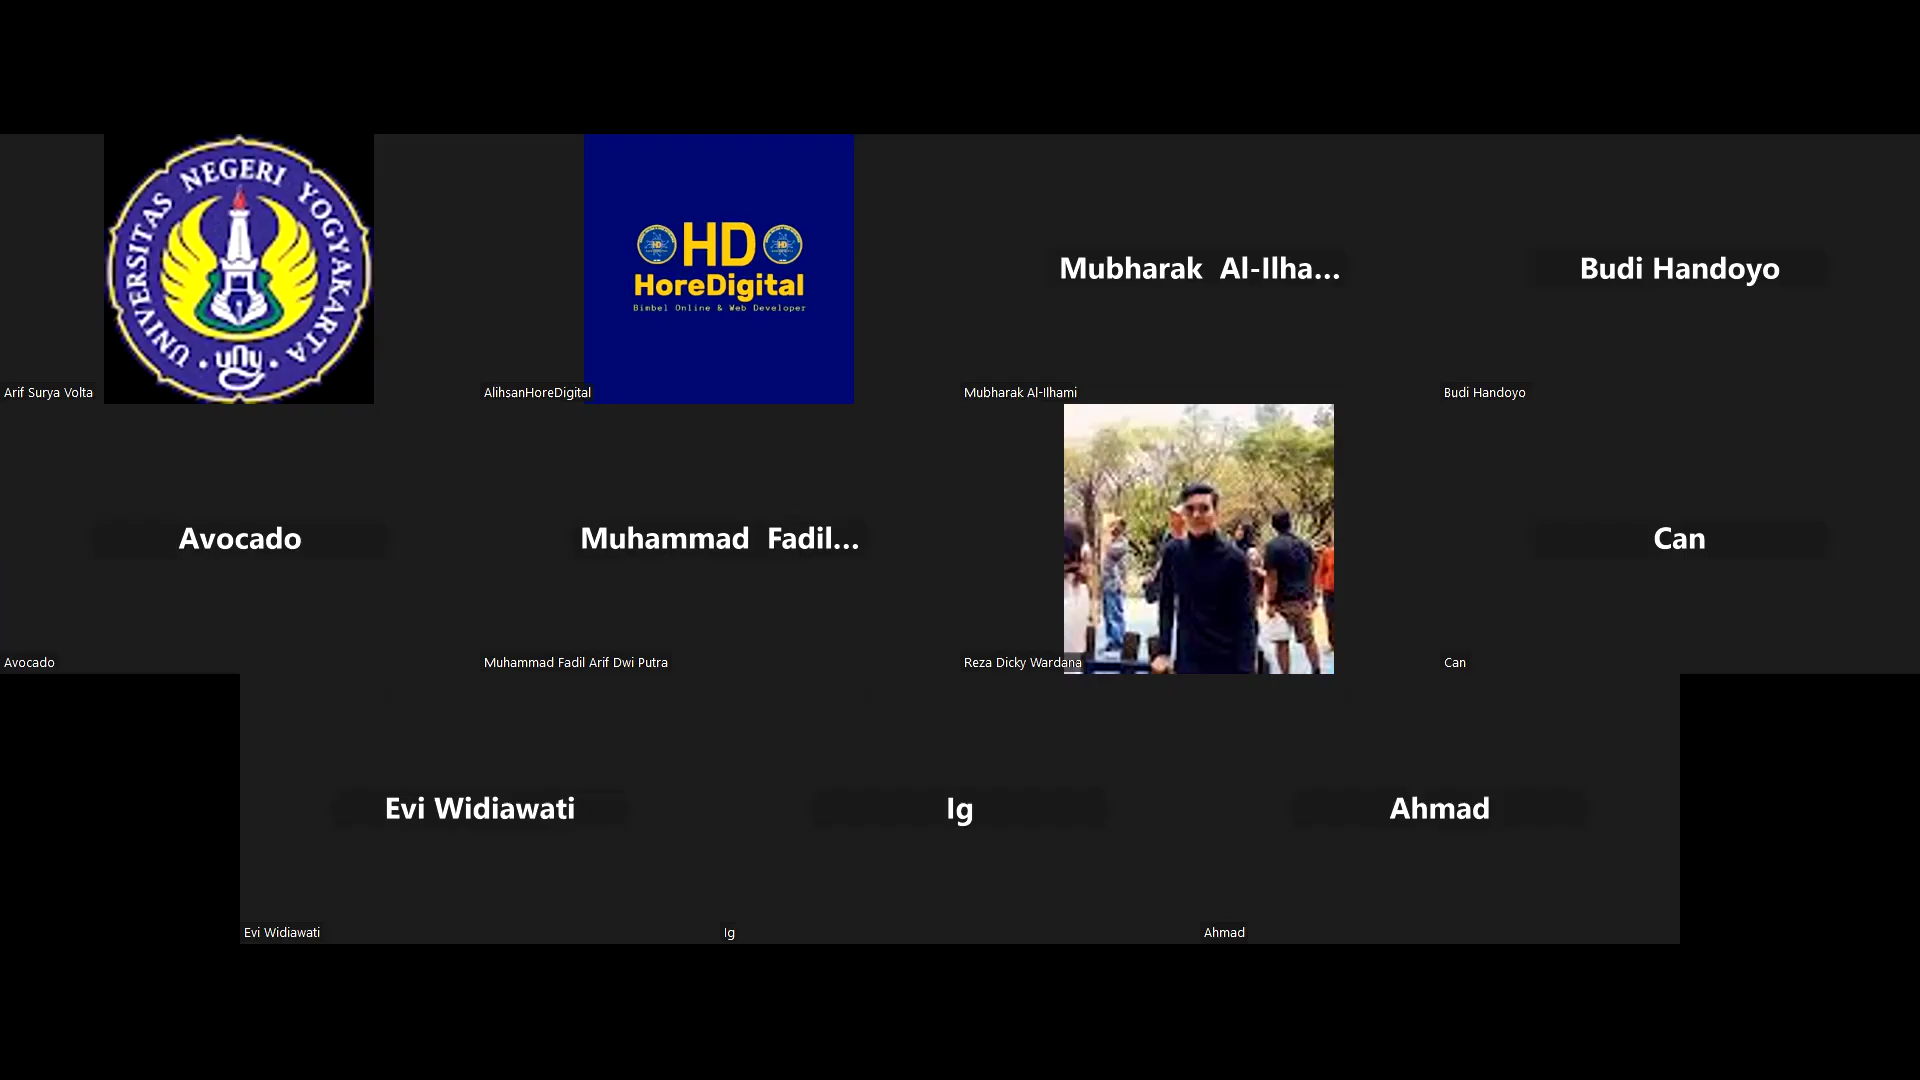 UNIVERSITAS NEGERI YOGYAKARTA
uny
Arif Surya Volta
HD
HD
HD
HoreDigital
Bimbel Online & Web Developer
AlihsanHoreDigital
Mubharak Al-Ilha...
Mubharak Al-Ilhami
Budi Handoyo
Budi Handoyo
Avocado
Avocado
Muhammad Fadil...
Muhammad Fadil Arif Dwi Putra
Reza Dicky Wardana
Can
Can
Evi Widiawati
Evi Widiawati
Ig
Ig
Ahmad
Ahmad